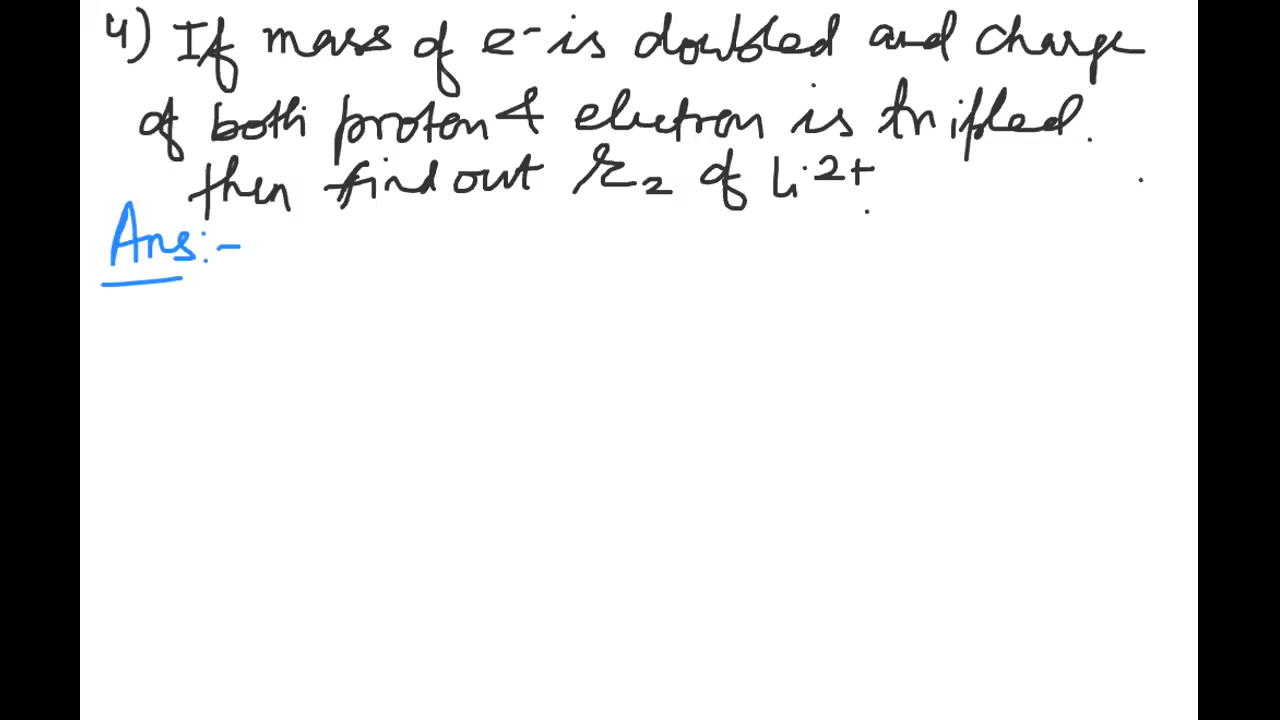 4) If mass of e- is doubled and charge
of both proton & electron is trifled.
then find out r2 of Li2+
Ans:-